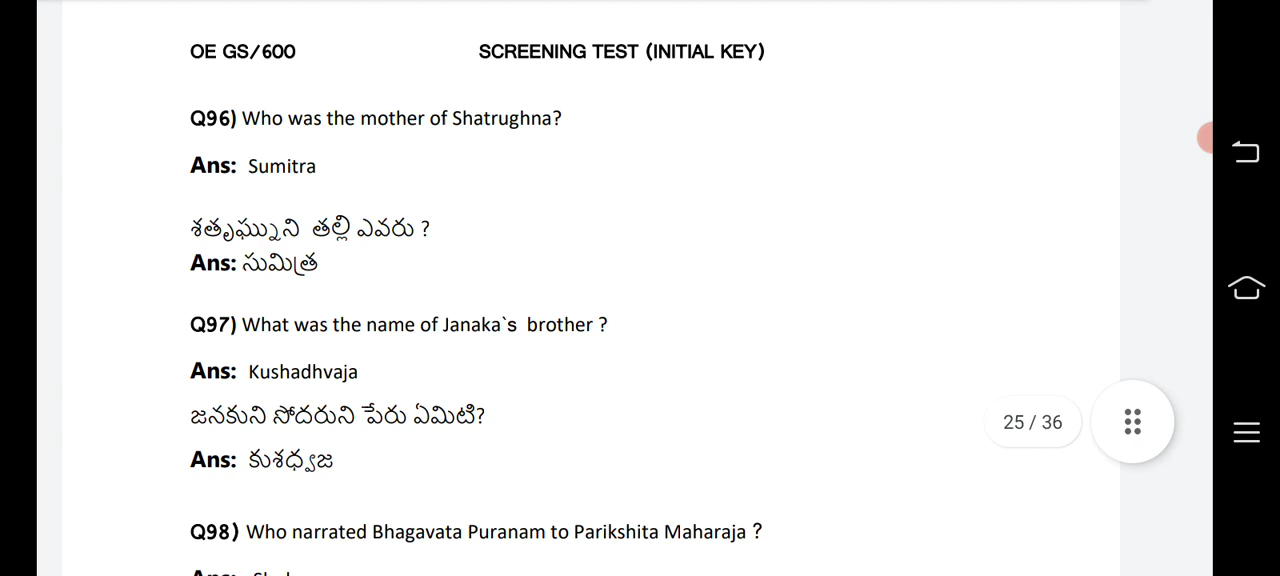 OE GS/600 SCREENING TEST (INITIAL KEY)
Q96) Who was the mother of Shatrughna?
Ans: Sumitra
శతృఘ్నుని తల్లి ఎవరు ?
Ans: సుమిత్ర
Q97) What was the name of Janaka`s brother ?
Ans: Kushadhvaja
జనకుని సోదరుని పేరు ఏమిటి?
25 / 36
Ans: కుశధ్వజ
Q98) Who narrated Bhagavata Puranam to Parikshita Maharaja ?